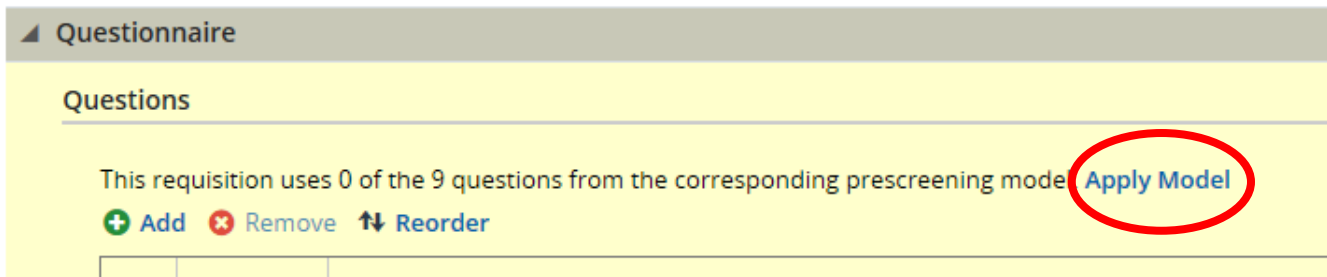 Questionnaire
Questions
This requisition uses 0 of the 9 questions from the corresponding prescreening model Apply Model
Add Remove Reorder